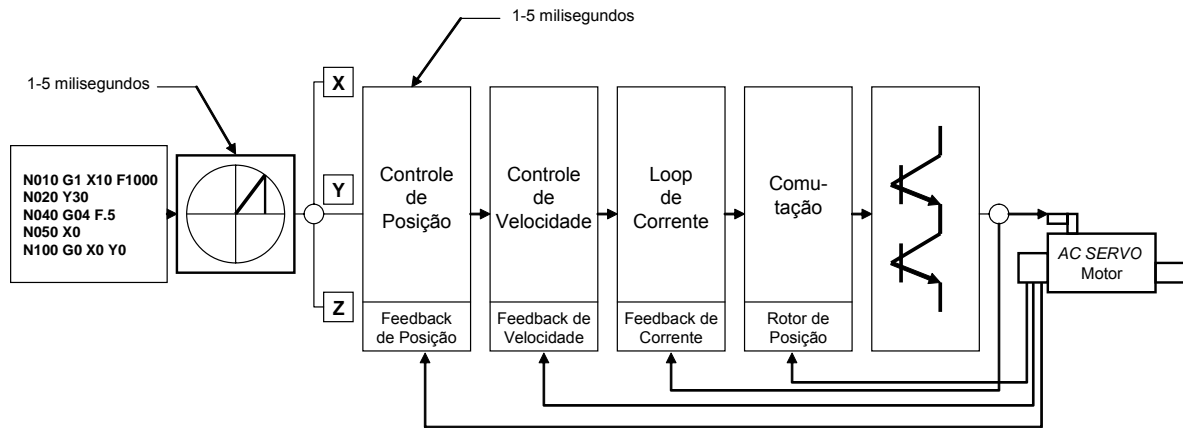 1-5 milisegundos
1-5 milisegundos
N010 G1 X10 F1000
N020 Y30
N040 G04 F.5
N050 X0
N100 G0 X0 Y0
X
Y
Z
Controle
de
Posição
Feedback
de Posição
Controle
de
Velocidade
Feedback de
Velocidade
Loop
de
Corrente
Feedback de
Corrente
Comu-
tação
Rotor de
Posição
AC SERVO
Motor